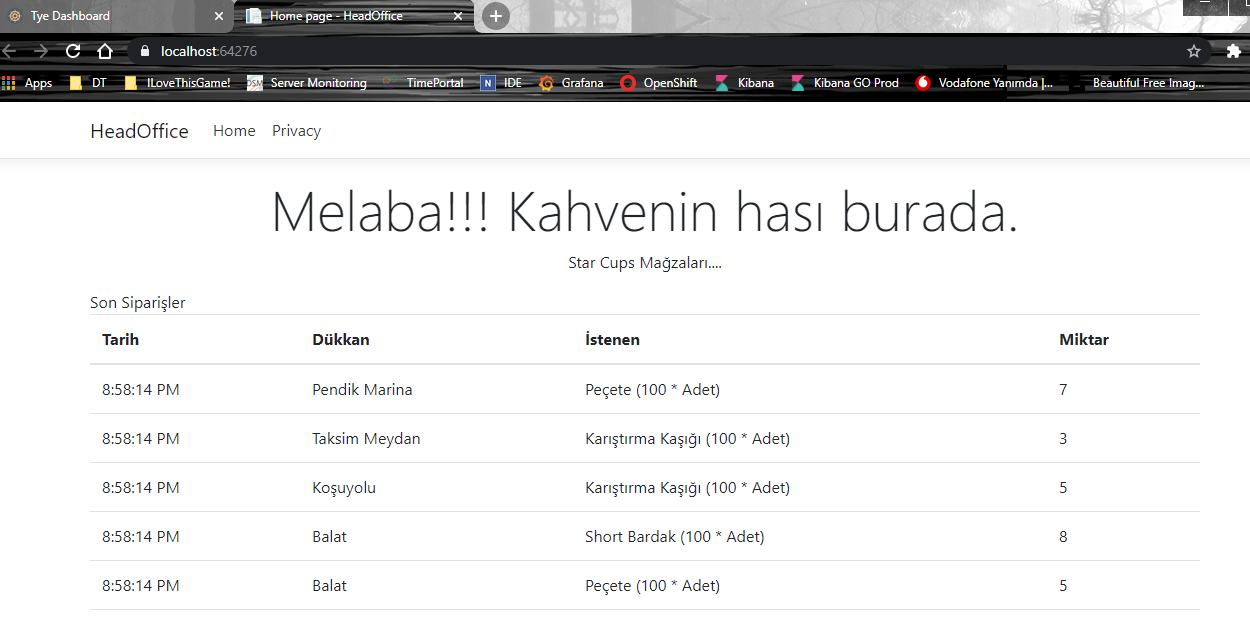 Tye Dashboard
Home page - HeadOffice
localhost:64276
Apps DT ILoveThisGame! DSM Server Monitoring TimePortal N IDE Grafana OpenShift Kibana Kibana GO Prod Vodafone Yanımda |... Beautiful Free Imag...
HeadOffice Home Privacy
Melaba!!! Kahvenin hası burada.
Star Cups Mağzaları....
Son Siparişler
Tarih Dükkan İstenen Miktar
8:58:14 PM Pendik Marina Peçete (100 * Adet) 7
8:58:14 PM Taksim Meydan Karıştırma Kaşığı (100 * Adet) 3
8:58:14 PM Koşuyolu Karıştırma Kaşığı (100 * Adet) 5
8:58:14 PM Balat Short Bardak (100 * Adet) 8
8:58:14 PM Balat Peçete (100 * Adet) 5